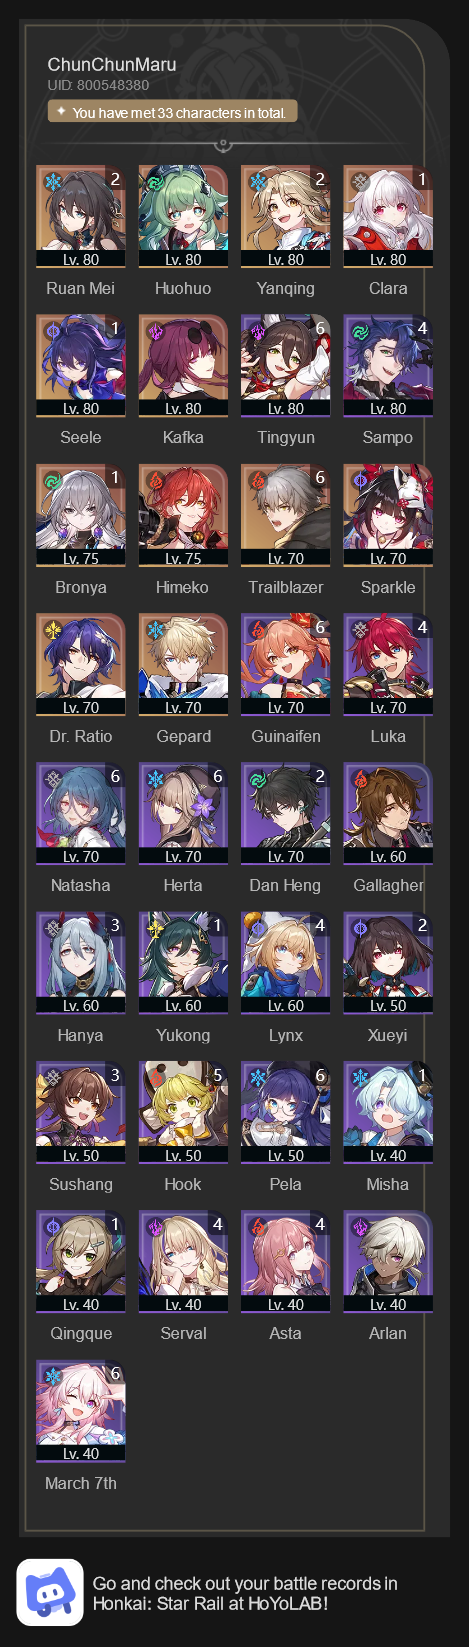 ChunChunMaru
UID: 800548380
You have met 33 characters in total.
2 2 1
Lv. 80 Lv. 80 Lv. 80 Lv. 80
Ruan Mei Huohuo Yanqing Clara
1 6 4
Lv. 80 Lv. 80 Lv. 80 Lv. 80
Seele Kafka Tingyun Sampo
1 6
Lv. 75 Lv. 75 Lv. 70 Lv. 70
Bronya Himeko Trailblazer Sparkle
6 4
Lv. 70 Lv. 70 Lv. 70 Lv. 70
Dr. Ratio Gepard Guinaifen Luka
6 6 2
Lv. 70 Lv. 70 Lv. 70 Lv. 60
Natasha Herta Dan Heng Gallagher
3 1 4 2
Lv. 60 Lv. 60 Lv. 60 Lv. 50
Hanya Yukong Lynx Xueyi
3 5 6 1
Lv. 50 Lv. 50 Lv. 50 Lv. 40
Sushang Hook Pela Misha
1 4 4
Lv. 40 Lv. 40 Lv. 40 Lv. 40
Qingque Serval Asta Arlan
6
Lv. 40
March 7th
Go and check out your battle records in
Honkai: Star Rail at HoYoLAB!